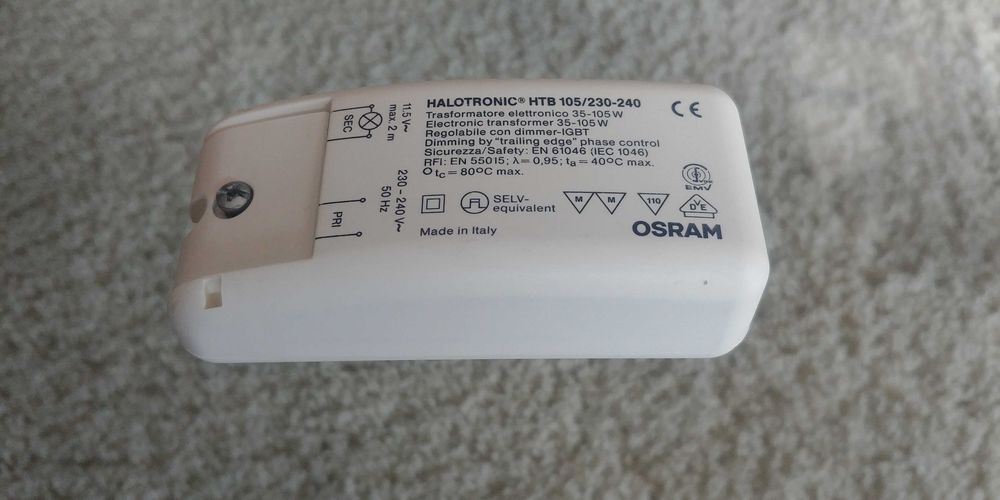 HALOTRONIC® HTB 105/230-240
Trasformatore elettronico 35-105 W
Electronic transformer 35-105 W
Regolabile con dimmer-IGBT
Dimming by "trailing edge" phase control
Sicurezza/Safety: EN 61046 (IEC 1046)
RFI: EN 55015; λ = 0,95; ta = 40°C max.
tc = 80°C max.
SELV-
equivalent
M M 110
Made in Italy
CE
VDE
EMV
VDE
OSRAM
SEC
11.5 V~
max. 2 m
PRI
230 – 240 V~
50 Hz